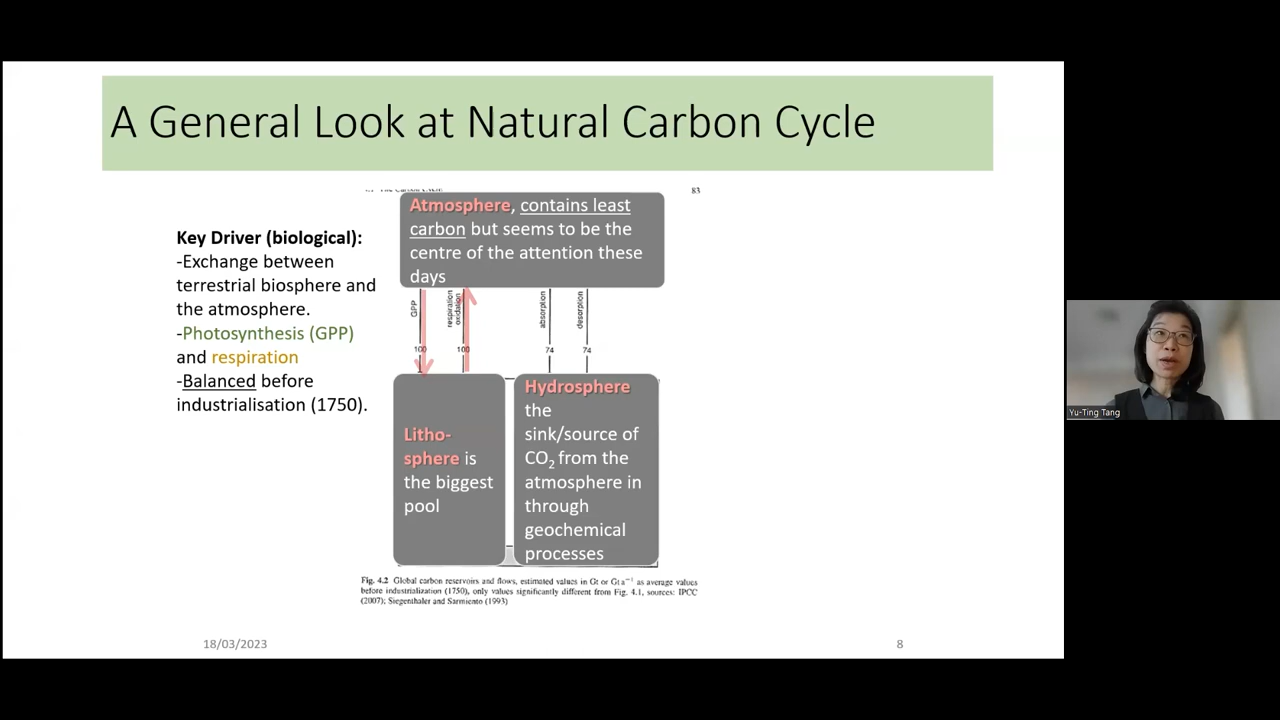 A General Look at Natural Carbon Cycle
83
Key Driver (biological):
-Exchange between
terrestrial biosphere and
the atmosphere.
-Photosynthesis (GPP)
and respiration
-Balanced before
industrialisation (1750).
Atmosphere, contains least
carbon but seems to be the
centre of the attention these
days
GPP
respiration
oxidation
absorption
desorption
100
100
74
74
Litho-
sphere is
the biggest
pool
Hydrosphere
the
sink/source of
CO₂ from the
atmosphere in
through
geochemical
processes
Fig. 4.2 Global carbon reservoirs and flows, estimated values in Gt or Gt a⁻¹ as average values
before industrialization (1750), only values significantly different from Fig. 4.1, sources: IPCC
(2007); Siegenthaler and Sarmiento (1993)
18/03/2023
8
Yu-Ting Tang